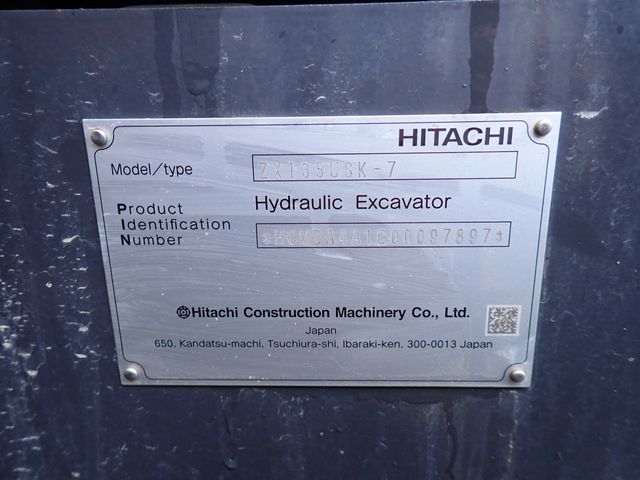 HITACHI
Model/type ZX135USK-7
Hydraulic Excavator
Product
Identification *HCMDA4A1C00097897*
Number
©Hitachi Construction Machinery Co., Ltd.
Japan
650, Kandatsu-machi, Tsuchiura-shi, Ibaraki-ken, 300-0013 Japan